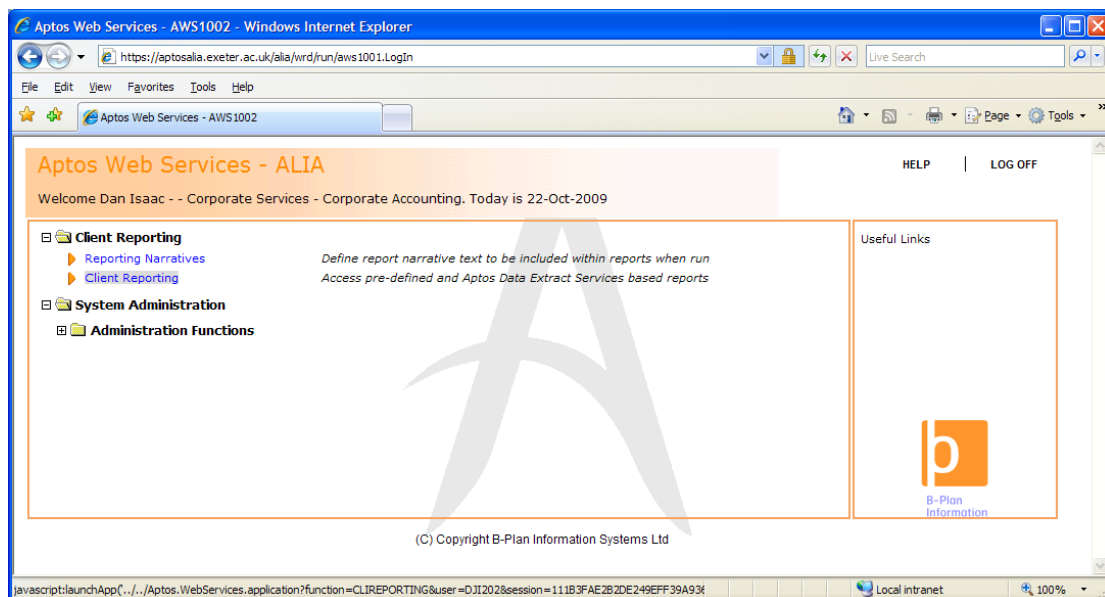 Aptos Web Services - AWS1002 - Windows Internet Explorer
https://aptosalia.exeter.ac.uk/alia/wrd/run/aws1001.LogIn
Live Search
File Edit View Favorites Tools Help
Aptos Web Services - AWS1002
Page Tools
Aptos Web Services - ALIA
HELP | LOG OFF
Welcome Dan Isaac - - Corporate Services - Corporate Accounting. Today is 22-Oct-2009
Client Reporting
Useful Links
Reporting Narratives Define report narrative text to be included within reports when run
Client Reporting Access pre-defined and Aptos Data Extract Services based reports
System Administration
Administration Functions
b
B-Plan
Information
(C) Copyright B-Plan Information Systems Ltd
javascript:launchApp('../../Aptos.WebServices.application?function=CLIREPORTING&user=DJI202&session=111B3FAE2B2DE249EFF39A936
Local intranet
100%